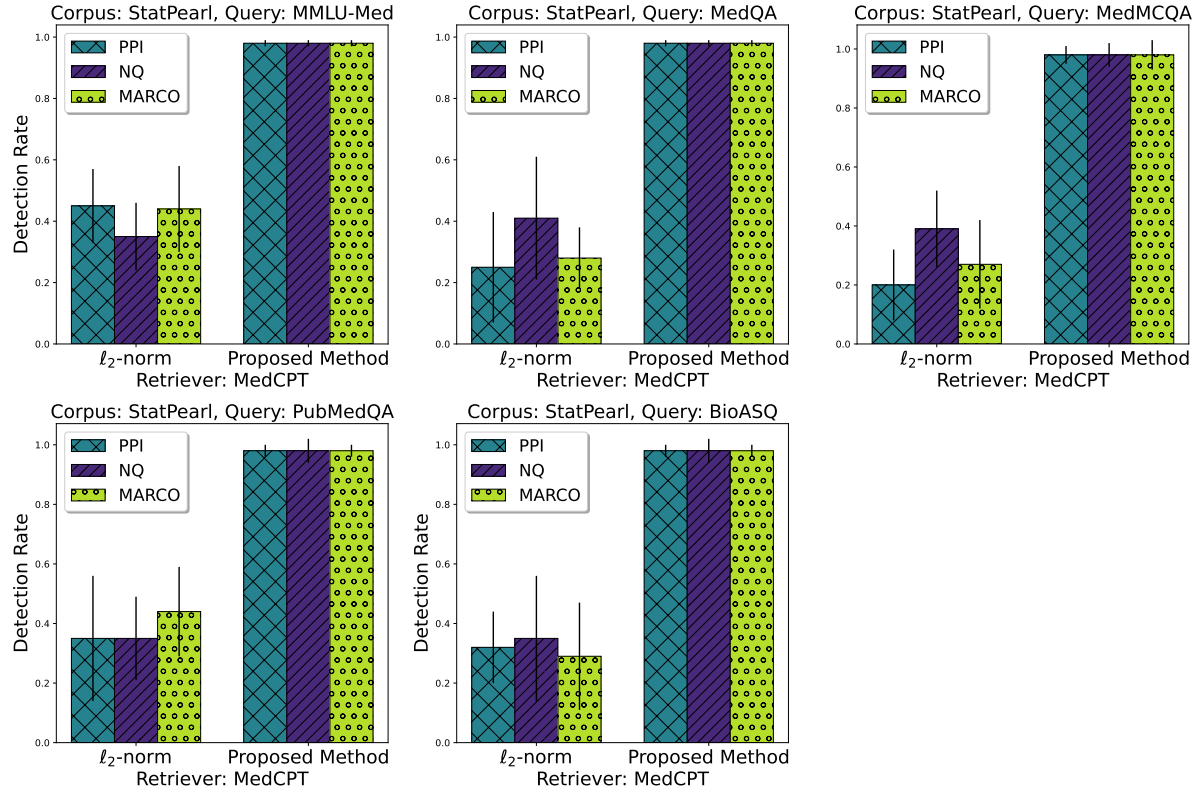 Corpus: StatPearl, Query: MMLU-Med
1.0
0.8
0.6
0.4
0.2
0.0
Detection Rate
PPI
NQ
MARCO
ℓ₂-norm
Proposed Method
Retriever: MedCPT
Corpus: StatPearl, Query: MedQA
1.0
0.8
0.6
0.4
0.2
0.0
PPI
NQ
MARCO
ℓ₂-norm
Proposed Method
Retriever: MedCPT
Corpus: StatPearl, Query: MedMCQA
1.0
0.8
0.6
0.4
0.2
0.0
PPI
NQ
MARCO
ℓ₂-norm
Proposed Method
Retriever: MedCPT
Corpus: StatPearl, Query: PubMedQA
1.0
0.8
0.6
0.4
0.2
0.0
Detection Rate
PPI
NQ
MARCO
ℓ₂-norm
Proposed Method
Retriever: MedCPT
Corpus: StatPearl, Query: BioASQ
1.0
0.8
0.6
0.4
0.2
0.0
Detection Rate
PPI
NQ
MARCO
ℓ₂-norm
Proposed Method
Retriever: MedCPT